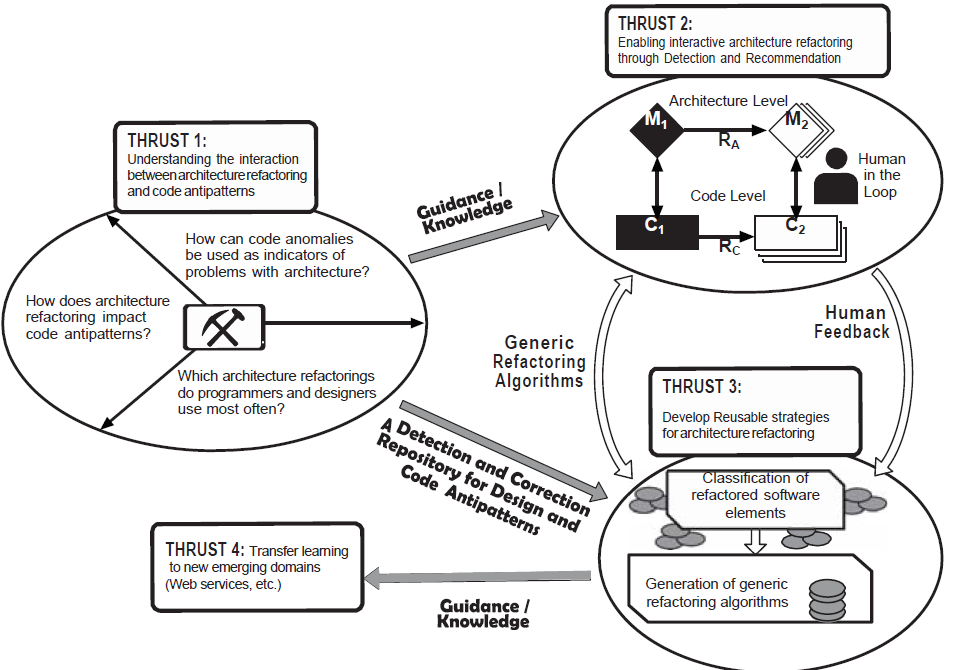 THRUST 1:
Understanding the interaction
between architecture refactoring
and code antipatterns
How can code anomalies
be used as indicators of
problems with architecture?
How does architecture
refactoring impact
code antipatterns?
Which architecture refactorings
do programmers and designers
use most often?
Guidance /
Knowledge
THRUST 2:
Enabling interactive architecture refactoring
through Detection and Recommendation
Architecture Level
M1
M2
RA
Human
in the
Loop
Code Level
C1
C2
RC
Generic
Refactoring
Algorithms
Human
Feedback
A Detection and Correction
Repository for Design and
Code Antipatterns
THRUST 3:
Develop Reusable strategies
for architecture refactoring
Classification of
refactored software
elements
Generation of generic
refactoring algorithms
Guidance /
Knowledge
THRUST 4: Transfer learning
to new emerging domains
(Web services, etc.)